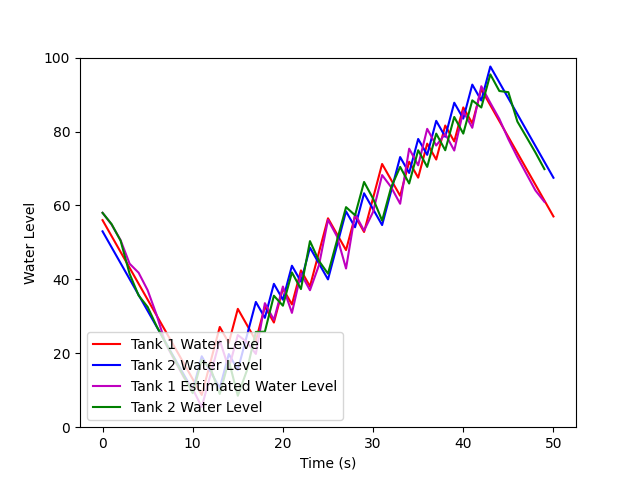 100
80
60
40
20
0
Water Level
Tank 1 Water Level
Tank 2 Water Level
Tank 1 Estimated Water Level
Tank 2 Water Level
0 10 20 30 40 50
Time (s)